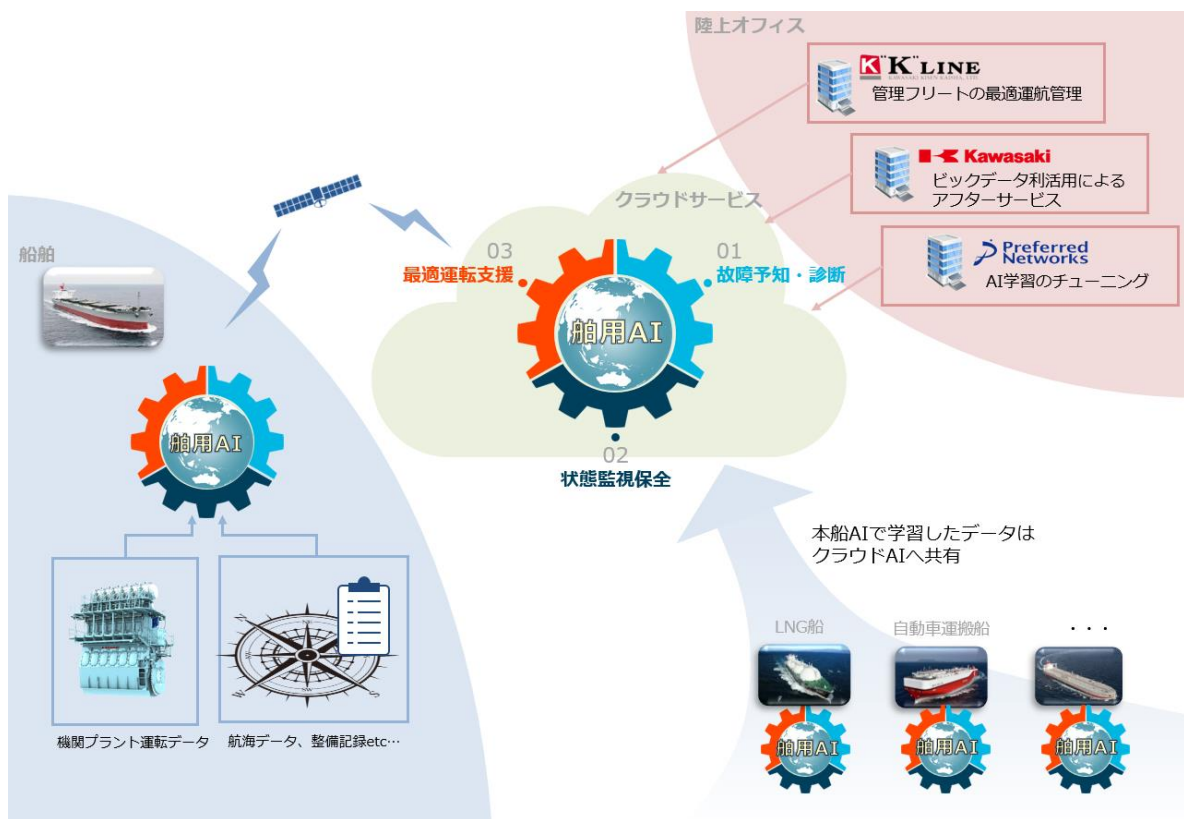 陸上オフィス
K "K" LINE
KAWASAKI KISEN KAISHA, LTD.
管理フリートの最適運航管理
Kawasaki
ビックデータ利活用による
アフターサービス
Preferred
Networks
AI学習のチューニング
クラウドサービス
03
最適運転支援
01
故障予知・診断
舶用AI
02
状態監視保全
船舶
舶用AI
機関プラント運転データ
航海データ、整備記録etc…
本船AIで学習したデータは
クラウドAIへ共有
LNG船
自動車運搬船
・・・
舶用AI
舶用AI
舶用AI